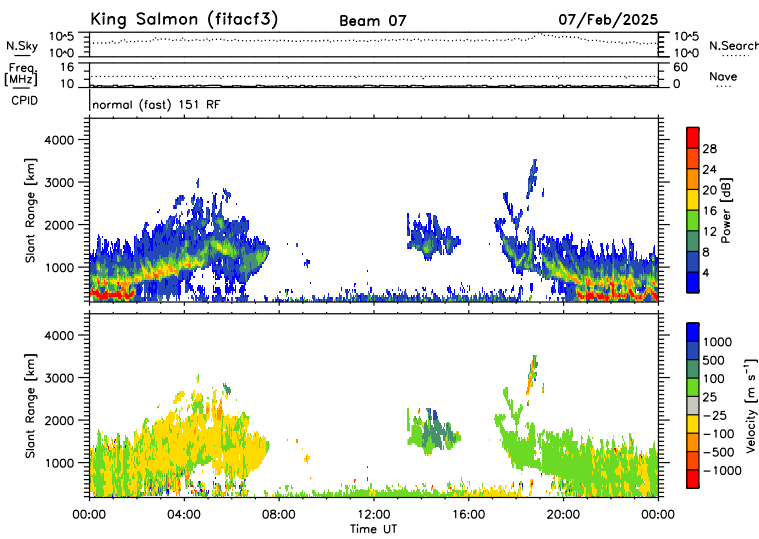 King Salmon (fitacf3) Beam 07 07/Feb/2025
N.Sky 10^5 10^0 10^5 10^0 N.Search
Freq. [MHz] 16 10 60 0 Nave
CPID normal (fast) 151 RF
Slant Range [km] 4000 3000 2000 1000
28 24 20 16 12 8 4 Power [dB]
Slant Range [km] 4000 3000 2000 1000
1000 500 100 25 -25 -100 -500 -1000 Velocity [m s⁻¹]
00:00 04:00 08:00 12:00 16:00 20:00 00:00
Time UT